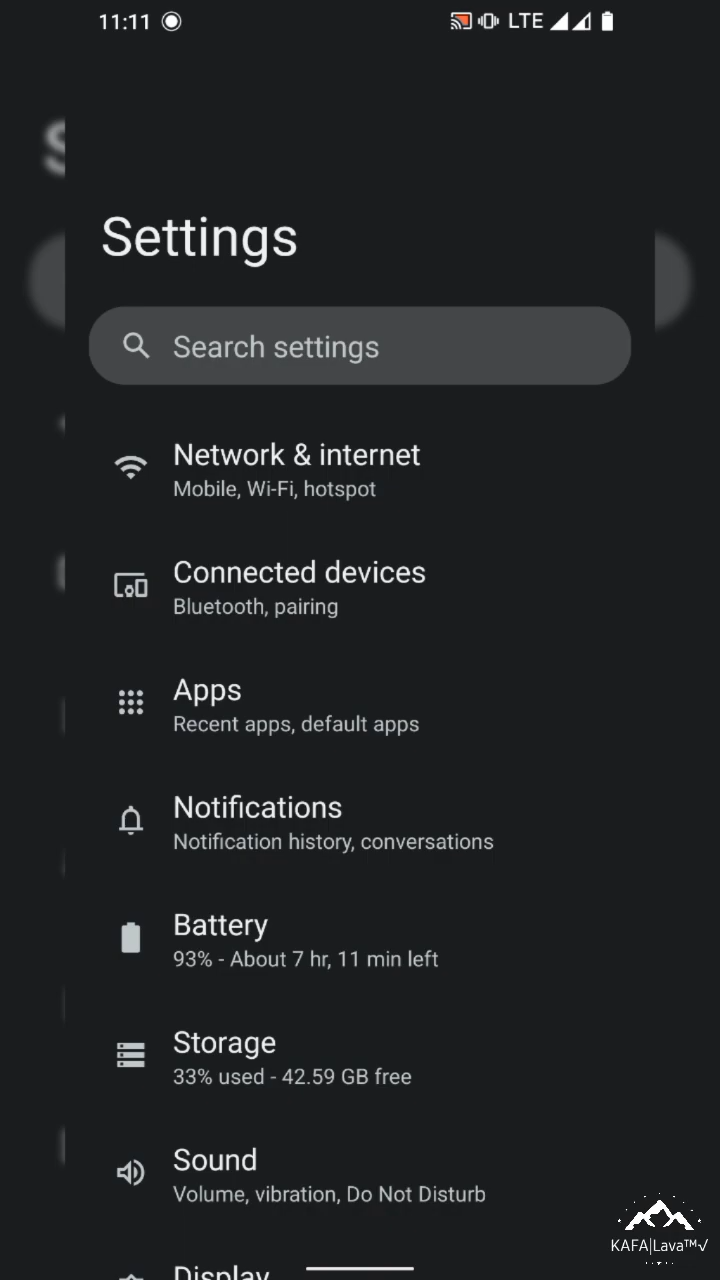 11:11 LTE
S
Settings
Search settings
Network & internet
Mobile, Wi-Fi, hotspot
Connected devices
Bluetooth, pairing
Apps
Recent apps, default apps
Notifications
Notification history, conversations
Battery
93% - About 7 hr, 11 min left
Storage
33% used - 42.59 GB free
Sound
Volume, vibration, Do Not Disturb
Display
KAFA|Lava™√